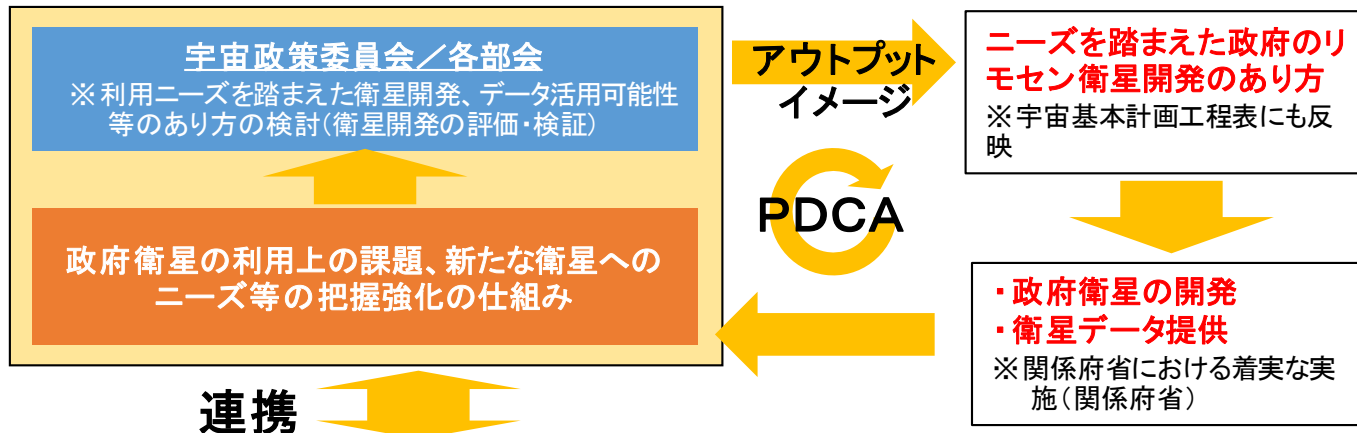 宇宙政策委員会／各部会
※利用ニーズを踏まえた衛星開発、データ活用可能性
等のあり方の検討（衛星開発の評価・検証）
政府衛星の利用上の課題、新たな衛星への
ニーズ等の把握強化の仕組み
連携
アウトプット
イメージ
PDCA
ニーズを踏まえた政府のリ
モセン衛星開発のあり方
※宇宙基本計画工程表にも反
映
・政府衛星の開発
・衛星データ提供
※関係府省における着実な実
施（関係府省）